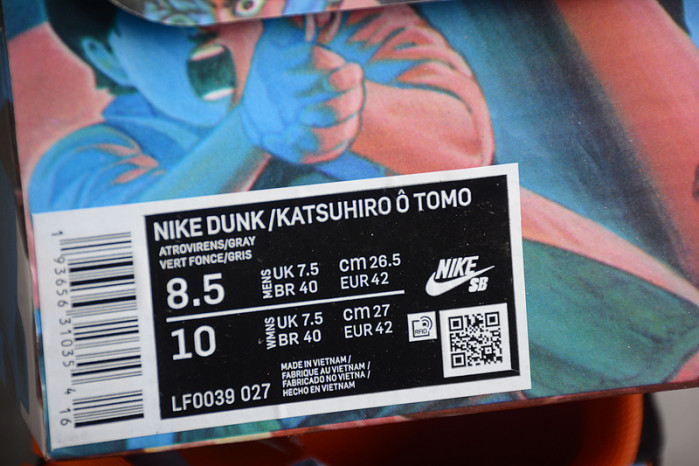 NIKE DUNK /KATSUHIRO Ô TOMO
ATROVIRENS/GRAY
VERT FONCE/GRIS
8.5 MENS UK 7.5 CM 26.5
BR 40 EUR 42
10 WMNS UK 7.5 CM 27
BR 40 EUR 42
NIKE
SB
RFID
MADE IN VIETNAM /
FABRIQUE AU VIETNAM /
FABRICADO NO VIETNA /
HECHO EN VIETNAM
LF0039 027
1 93656 31035 4 16